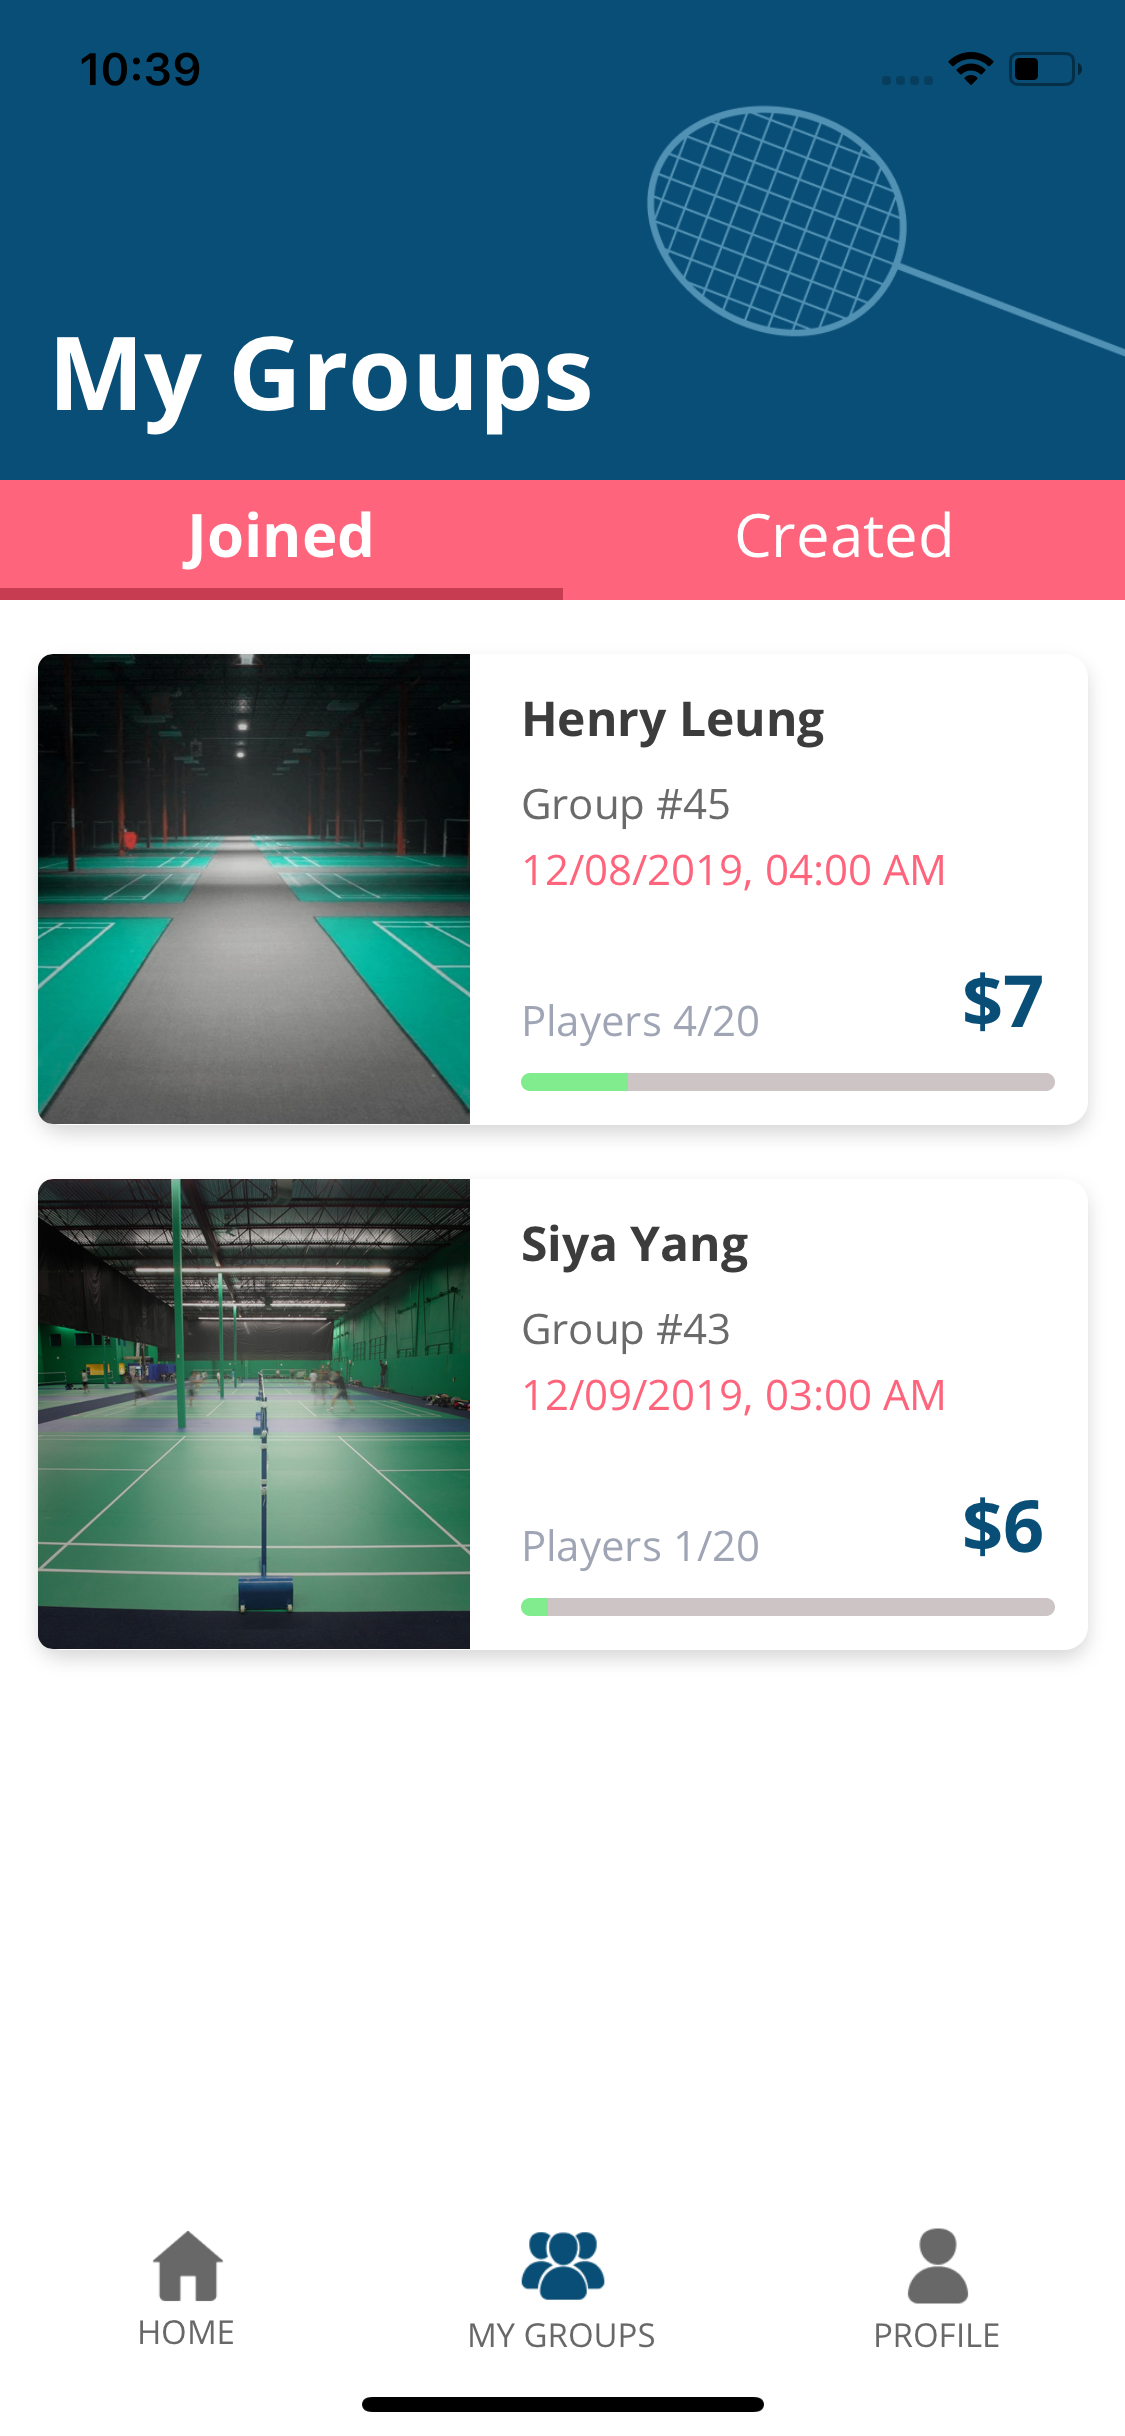 10:39
My Groups
Joined
Created
Henry Leung
Group #45
12/08/2019, 04:00 AM
Players 4/20
$7
Siya Yang
Group #43
12/09/2019, 03:00 AM
Players 1/20
$6
HOME
MY GROUPS
PROFILE